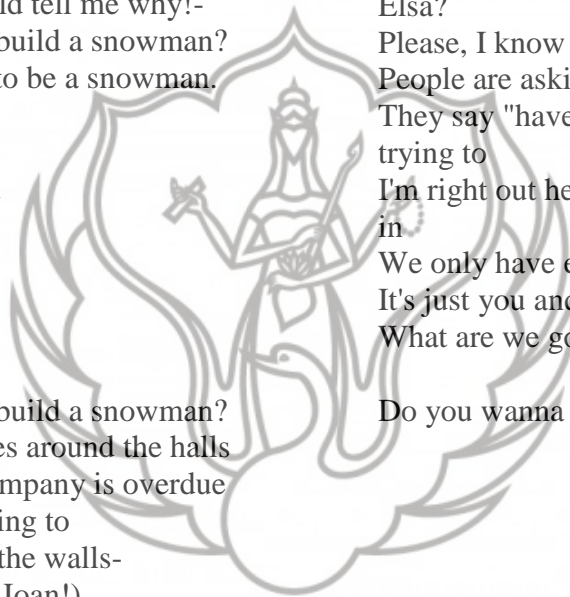 ld tell me why!-
build a snowman?
to be a snowman.
build a snowman?
es around the halls
mpany is overdue
ing to
the walls-
Joan!)
Elsa?
Please, I know
People are aski
They say "have
trying to
I'm right out he
in
We only have e
It's just you and
What are we go
Do you wanna